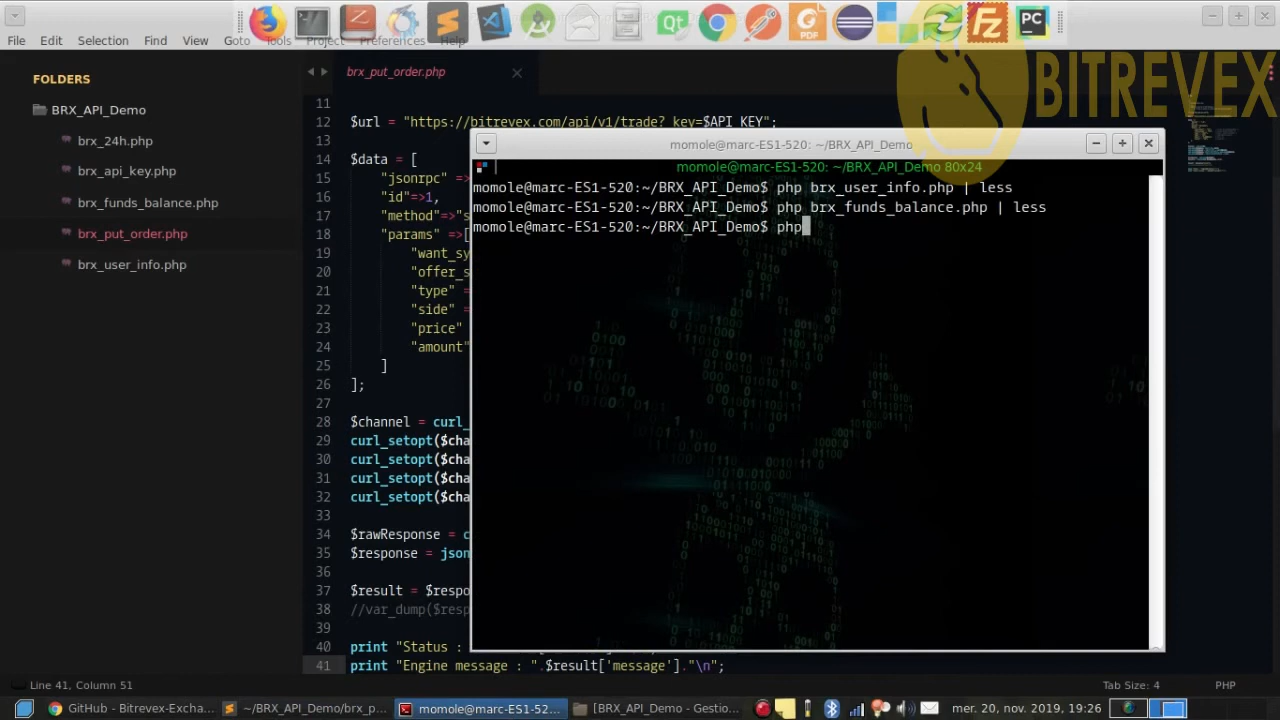 File Edit Selection Find View Goto Tools Project Preferences Help
Qt
PDF
Fz
PC
BITREVEX
FOLDERS
BRX_API_Demo
brx_24h.php
brx_api_key.php
brx_funds_balance.php
brx_put_order.php
brx_user_info.php
brx_put_order.php
11
12 $url = "https://bitrevex.com/api/v1/trade?_key=$API_KEY";
13
14 $data = [
15 "jsonrpc" =>
16 "id"=>1,
17 "method"=>"s
18 "params" =>[
19 "want_sy
20 "offer_s
21 "type" =
22 "side" =
23 "price"
24 "amount"
25 ]
26 ];
27
28 $channel = curl_
29 curl_setopt($cha
30 curl_setopt($cha
31 curl_setopt($cha
32 curl_setopt($cha
33
34 $rawResponse = c
35 $response = json
36
37 $result = $respo
38 //var_dump($resp
39
40 print "Status :
41 print "Engine message : ".$result['message']."\n";
momole@marc-ES1-520: ~/BRX_API_Demo
momole@marc-ES1-520: ~/BRX_API_Demo 80x24
momole@marc-ES1-520:~/BRX_API_Demo$ php brx_user_info.php | less
momole@marc-ES1-520:~/BRX_API_Demo$ php brx_funds_balance.php | less
momole@marc-ES1-520:~/BRX_API_Demo$ php
Line 41, Column 51
Tab Size: 4 PHP
GitHub - Bitrevex-Excha... ~/BRX_API_Demo/brx_p... momole@marc-ES1-52... [BRX_API_Demo - Gestio... mer. 20, nov. 2019, 19:26